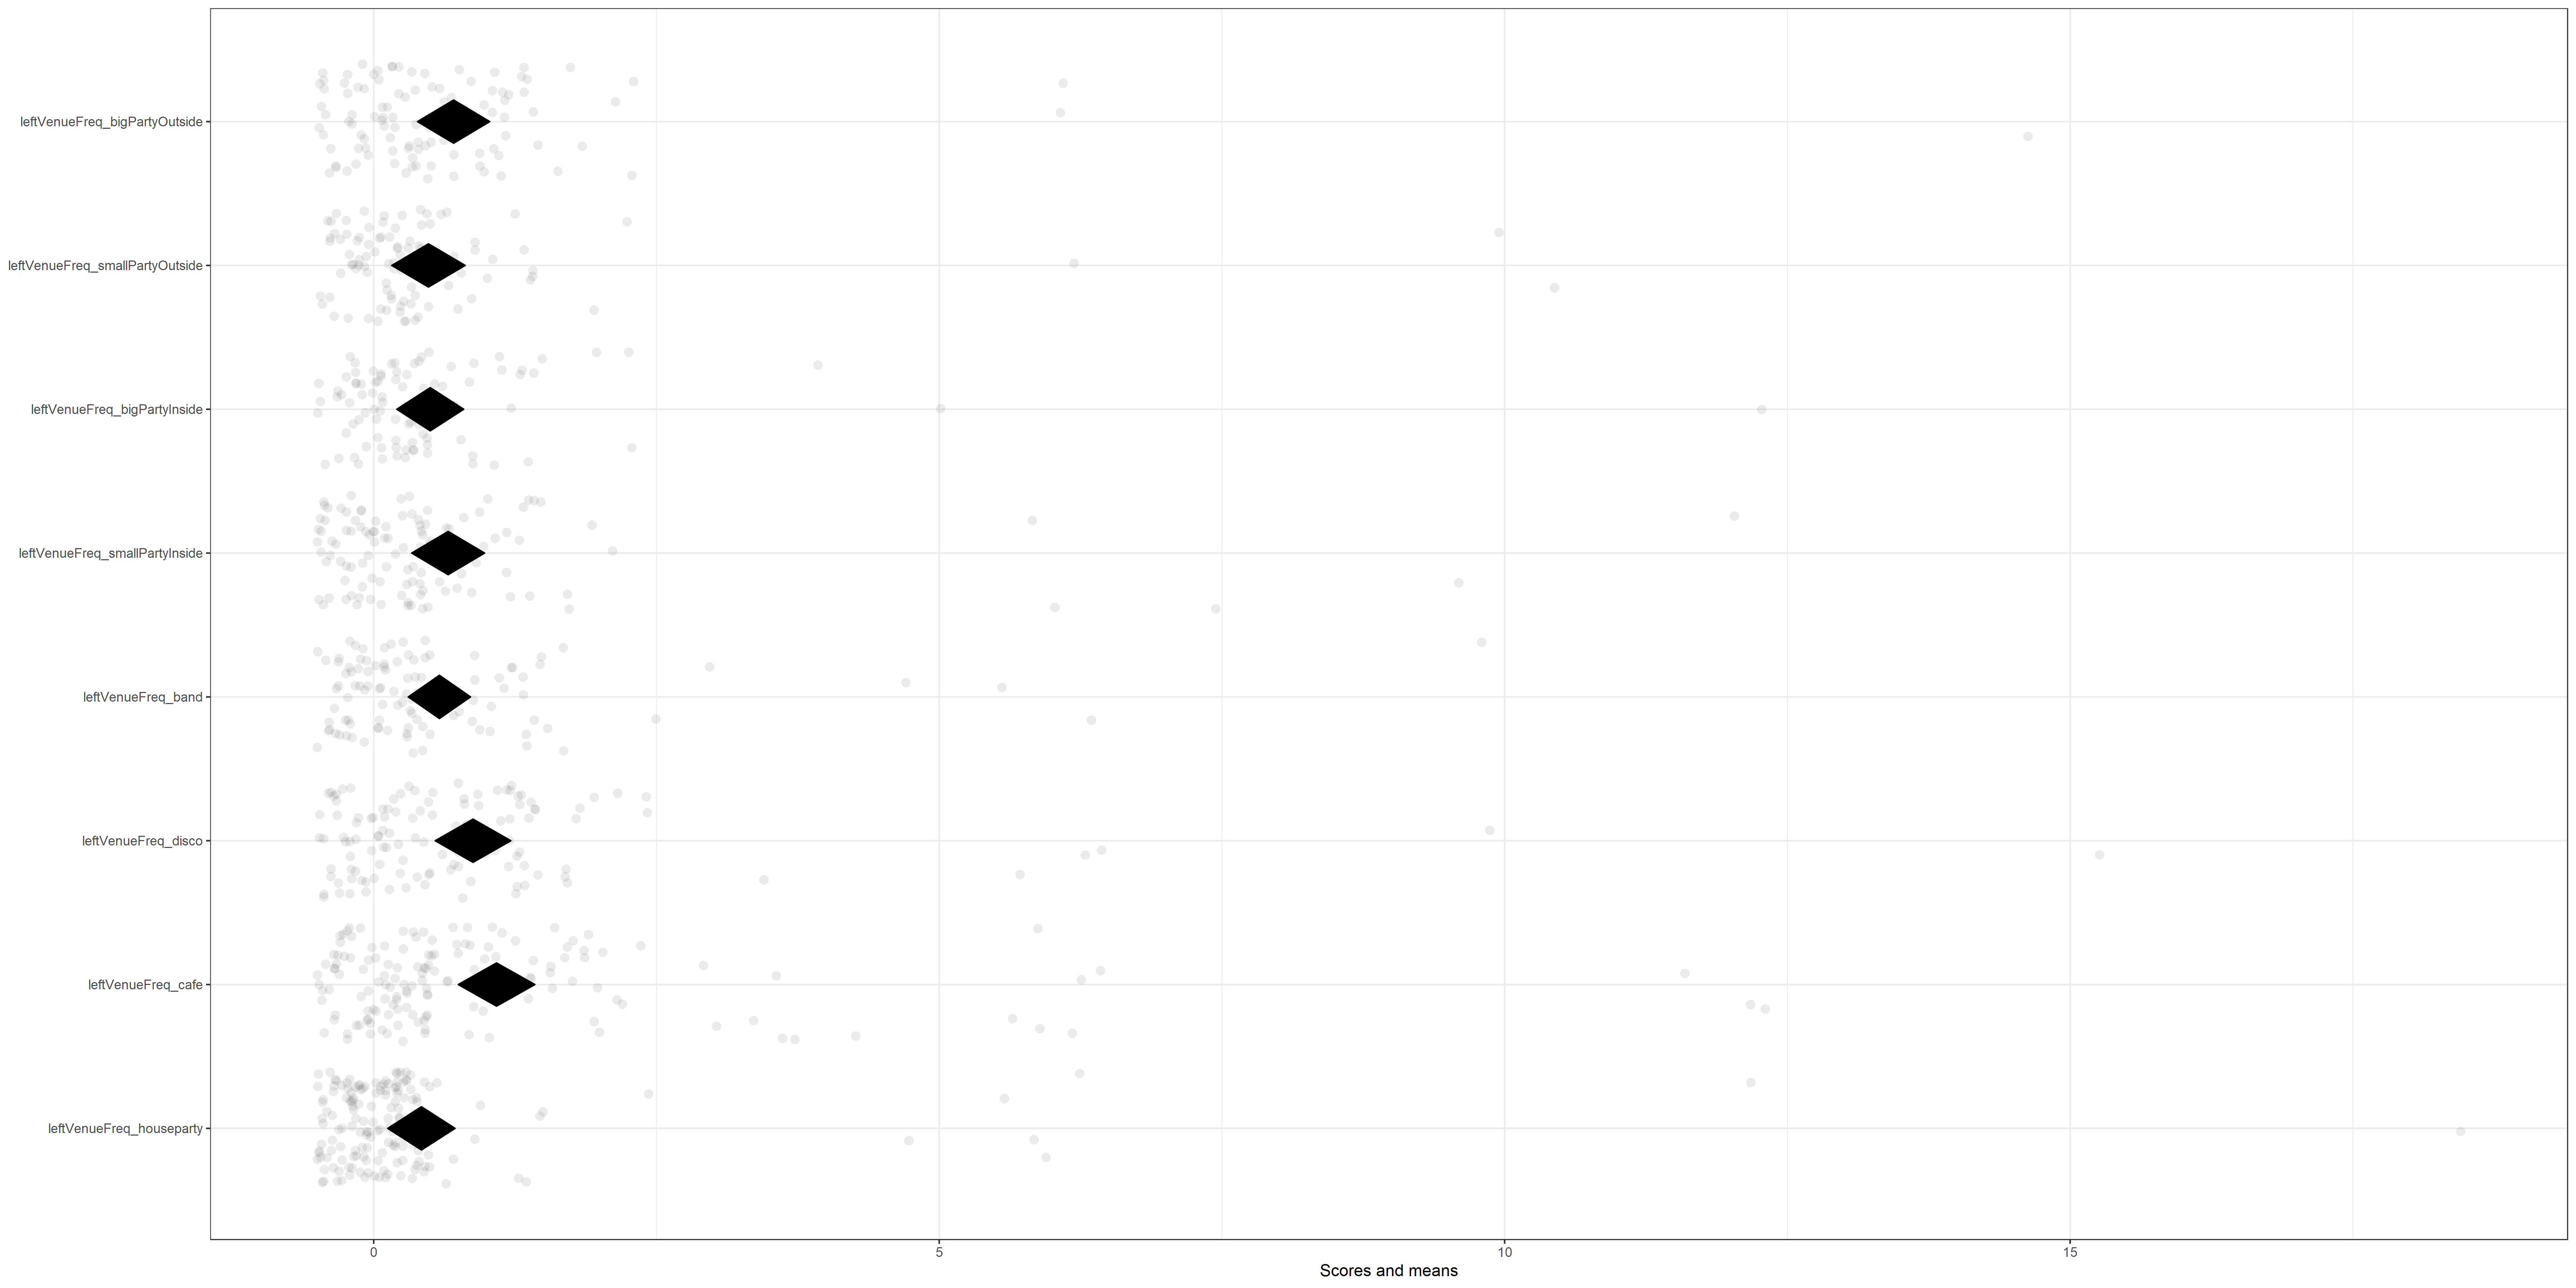 leftVenueFreq_bigPartyOutside
leftVenueFreq_smallPartyOutside
leftVenueFreq_bigPartyInside
leftVenueFreq_smallPartyInside
leftVenueFreq_band
leftVenueFreq_disco
leftVenueFreq_cafe
leftVenueFreq_houseparty
0 5 10 15
Scores and means